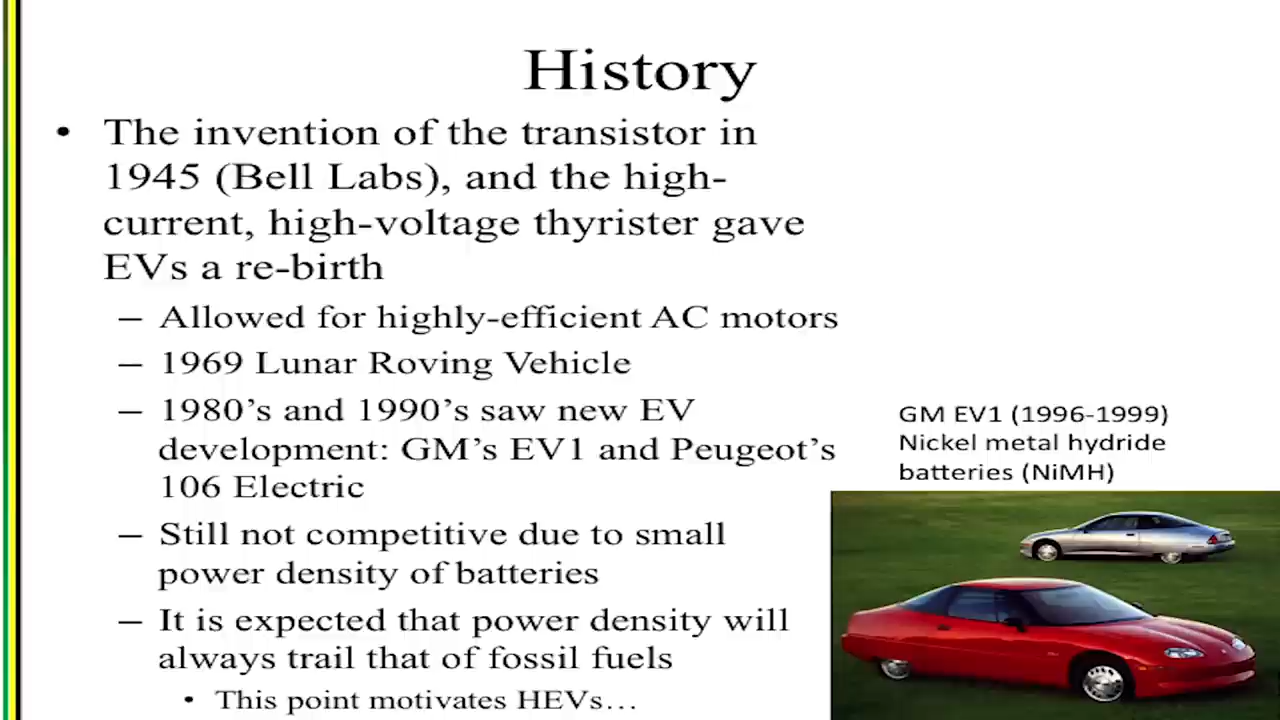 History
• The invention of the transistor in
1945 (Bell Labs), and the high-
current, high-voltage thyrister gave
EVs a re-birth
– Allowed for highly-efficient AC motors
– 1969 Lunar Roving Vehicle
– 1980’s and 1990’s saw new EV
development: GM’s EV1 and Peugeot’s
106 Electric
– Still not competitive due to small
power density of batteries
– It is expected that power density will
always trail that of fossil fuels
• This point motivates HEVs…
GM EV1 (1996-1999)
Nickel metal hydride
batteries (NiMH)